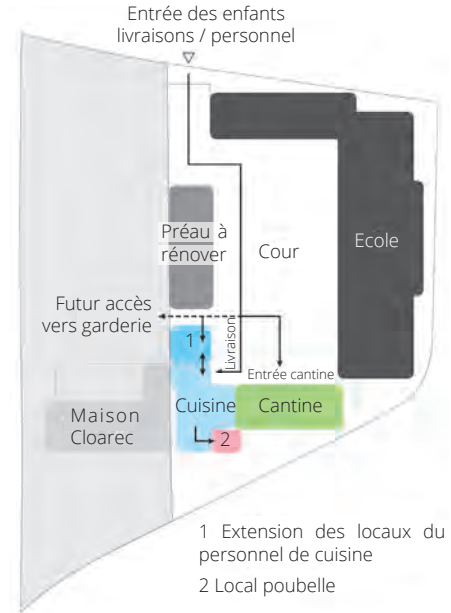 Entrée des enfants
livraisons / personnel
Préau à
rénover
Cour
Ecole
Futur accès
vers garderie
1
Livraison
Entrée cantine
Maison
Cloarec
Cuisine
Cantine
2
1 Extension des locaux du
personnel de cuisine
2 Local poubelle